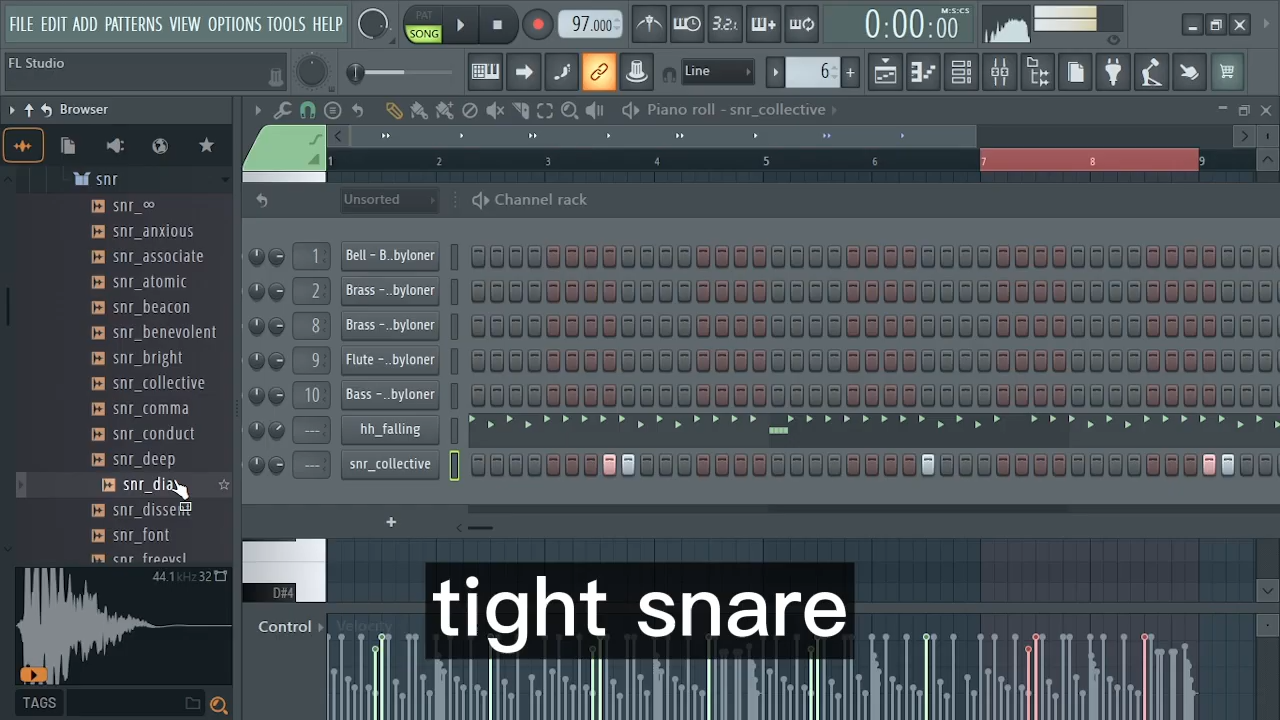 FILE EDIT ADD PATTERNS VIEW OPTIONS TOOLS HELP
PAT
SONG
97.000
3.2.
0:00:00
M:S:CS
FL Studio
Line
6
Browser
Piano roll - snr_collective
1 2 3 4 5 6 7 8 9
snr
snr_∞
snr_anxious
snr_associate
snr_atomic
snr_beacon
snr_benevolent
snr_bright
snr_collective
snr_comma
snr_conduct
snr_deep
snr_dia
snr_dissent
snr_font
snr_freevsl
Unsorted
Channel rack
1 Bell - B..byloner
2 Brass -..byloner
8 Brass -..byloner
9 Flute -..byloner
10 Bass -..byloner
--- hh_falling
--- snr_collective
+
D#4
tight snare
Control
Velocity
44.1kHz 32
TAGS